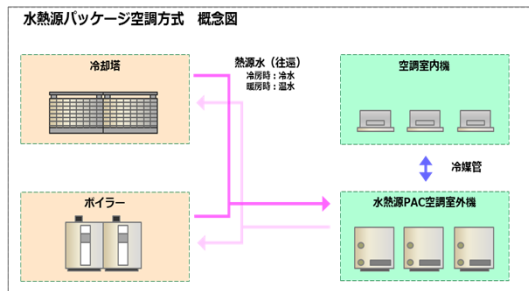 水熱源パッケージ空調方式 概念図
冷却塔
熱源水（往還）
冷房時：冷水
暖房時：温水
空調室内機
冷媒管
ボイラー
水熱源PAC空調室外機